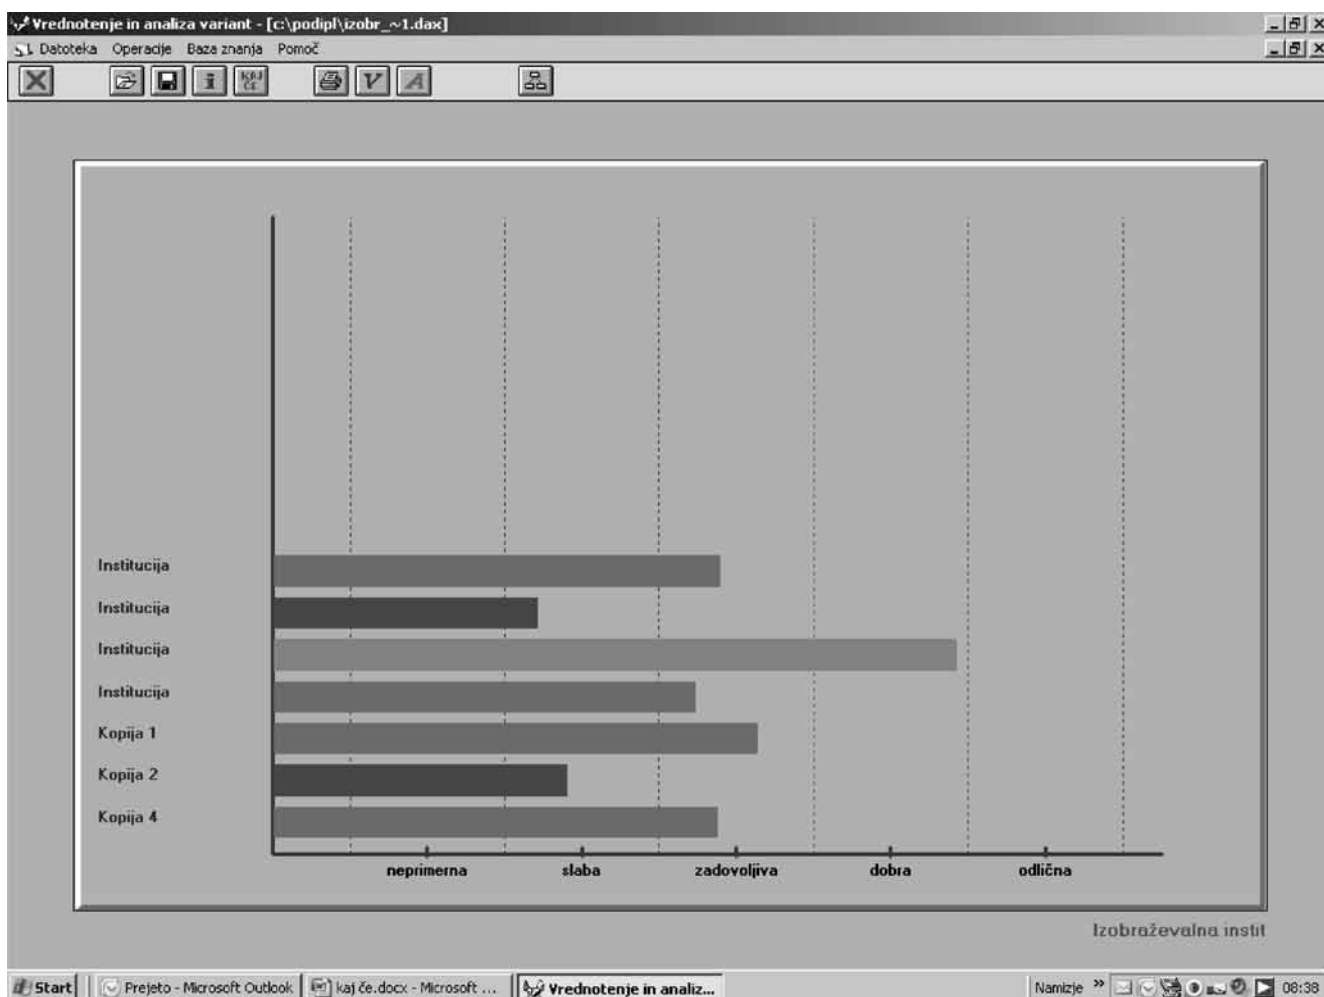 Vrednotenje in analiza variant - [c:\podipl\izobr_~1.dax]
Datoteka Operacije Baza znanja Pomoč
KAJ ČE V A
Institucija
Institucija
Institucija
Institucija
Kopija 1
Kopija 2
Kopija 4
neprimerna slaba zadovoljiva dobra odlična
Izobraževalna instit
Start Prejeto - Microsoft Outlook kaj če.docx - Microsoft ... Vrednotenje in analiz... Namizje » 08:38